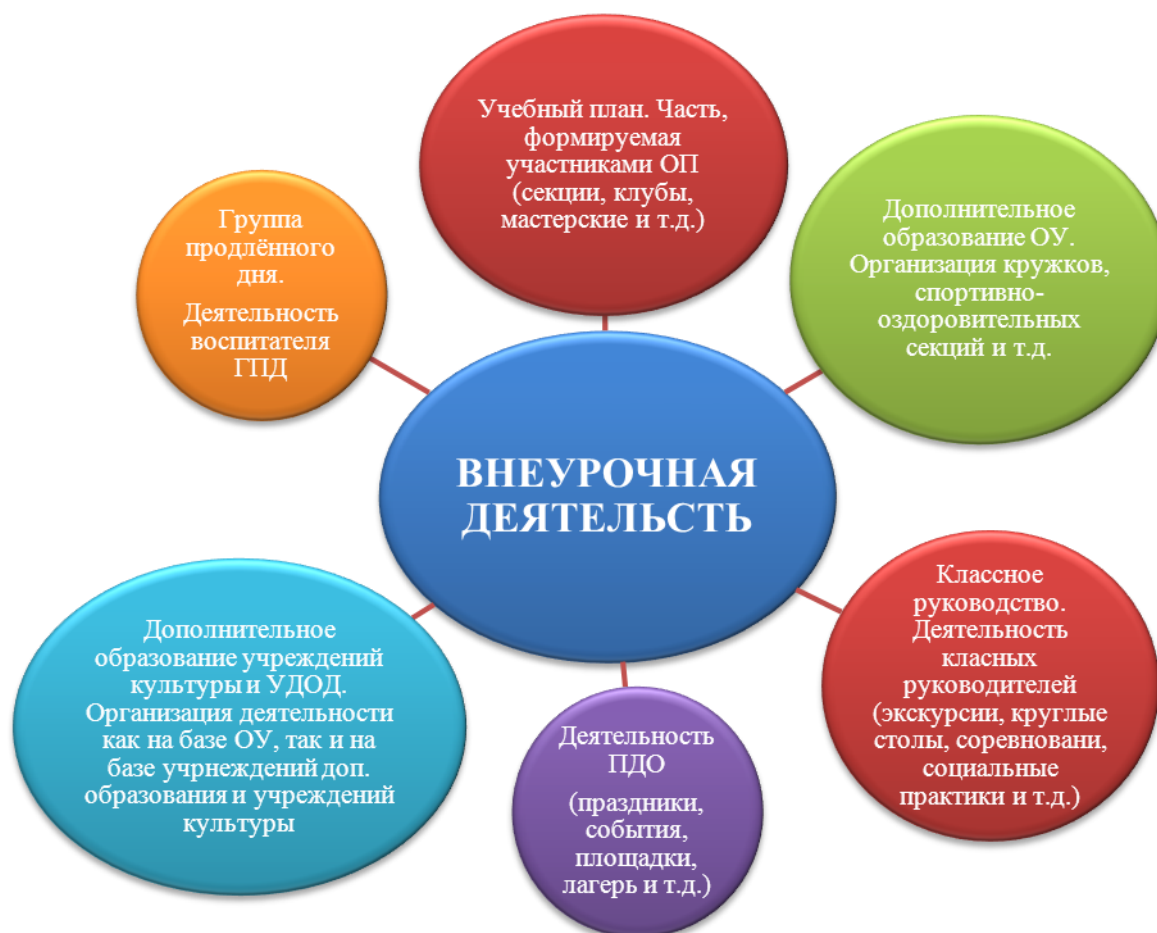 Учебный план. Часть,
формируемая
участниками ОП
(секции, клубы,
мастерские и т.д.)
Дополнительное
образование ОУ.
Организация кружков,
спортивно-
оздоровительных
секций и т.д.
Классное
руководство.
Деятельность
класных
руководителей
(экскурсии, круглые
столы, соревновани,
социальные
практики и т.д.)
Деятельность
ПДО
(праздники,
события,
площадки,
лагерь и т.д.)
Дополнительное
образование учреждений
культуры и УДОД.
Организация деятельности
как на базе ОУ, так и на
базе учрнеждений доп.
образования и учреждений
культуры
Группа
продлённого
дня.
Деятельность
воспитателя
ГПД
ВНЕУРОЧНАЯ
ДЕЯТЕЛЬСТЬ